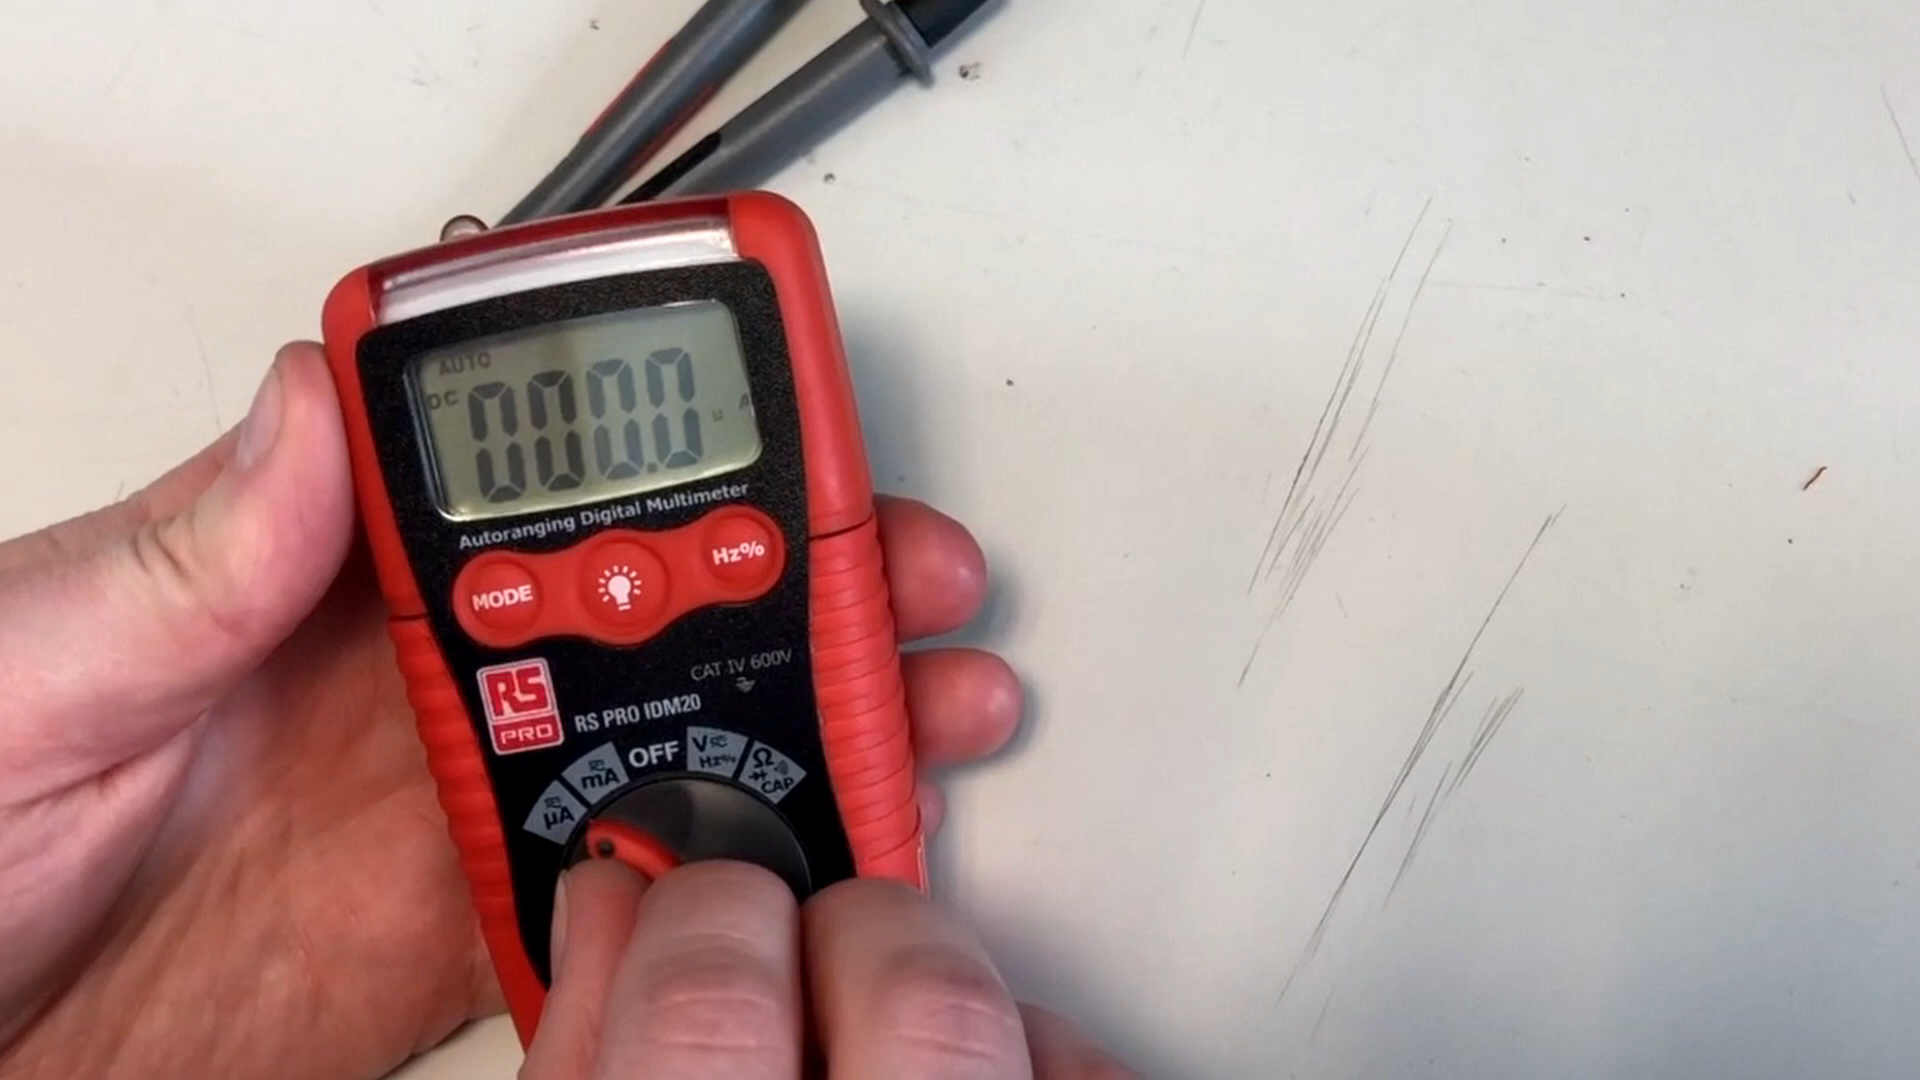 AUTO
DC 000.0 u A
Autoranging Digital Multimeter
MODE Hz%
CAT IV 600V
RS
PRO
RS PRO IDM20
µA mA OFF V Hz% Ω CAP